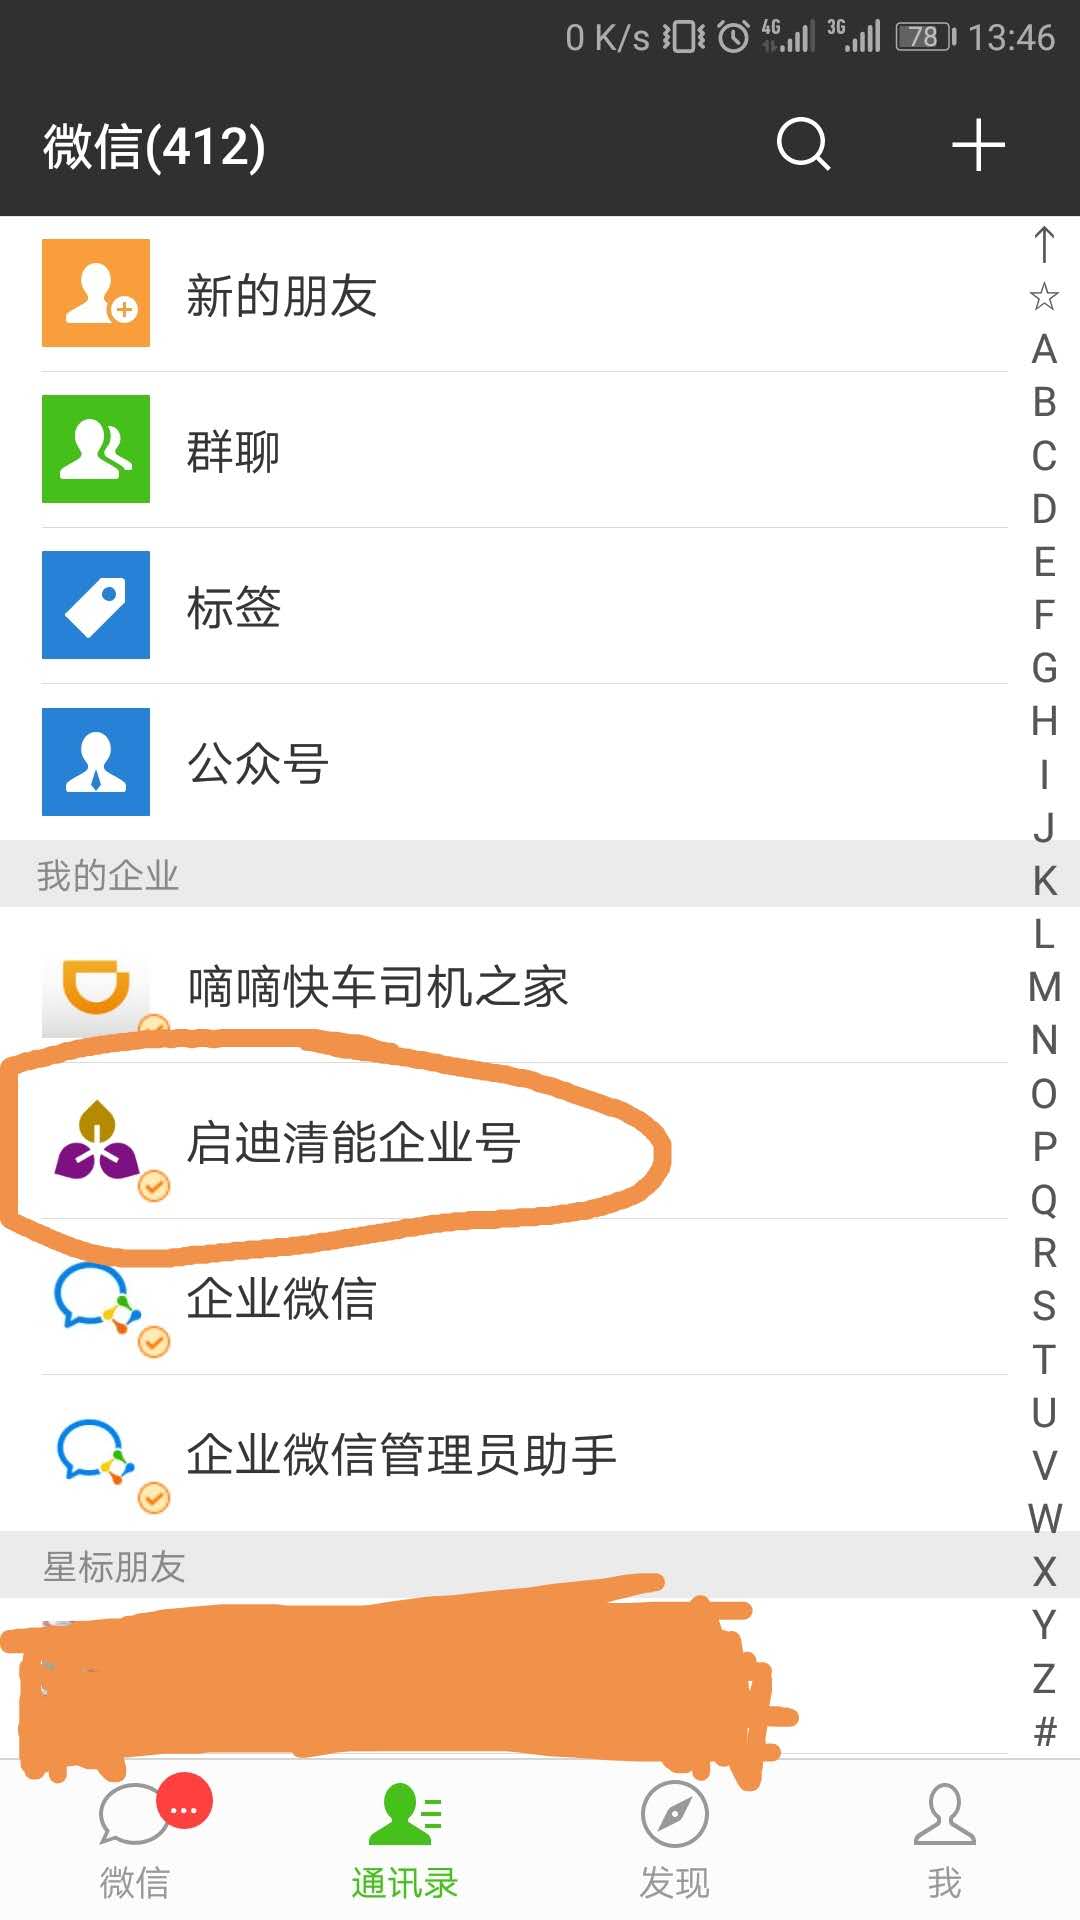 0 K/s 4G 3G 78 13:46
微信(412)
新的朋友
群聊
标签
公众号
我的企业
嘀嘀快车司机之家
启迪清能企业号
企业微信
企业微信管理员助手
星标朋友
↑
☆
A
B
C
D
E
F
G
H
I
J
K
L
M
N
O
P
Q
R
S
T
U
V
W
X
Y
Z
#
微信 通讯录 发现 我